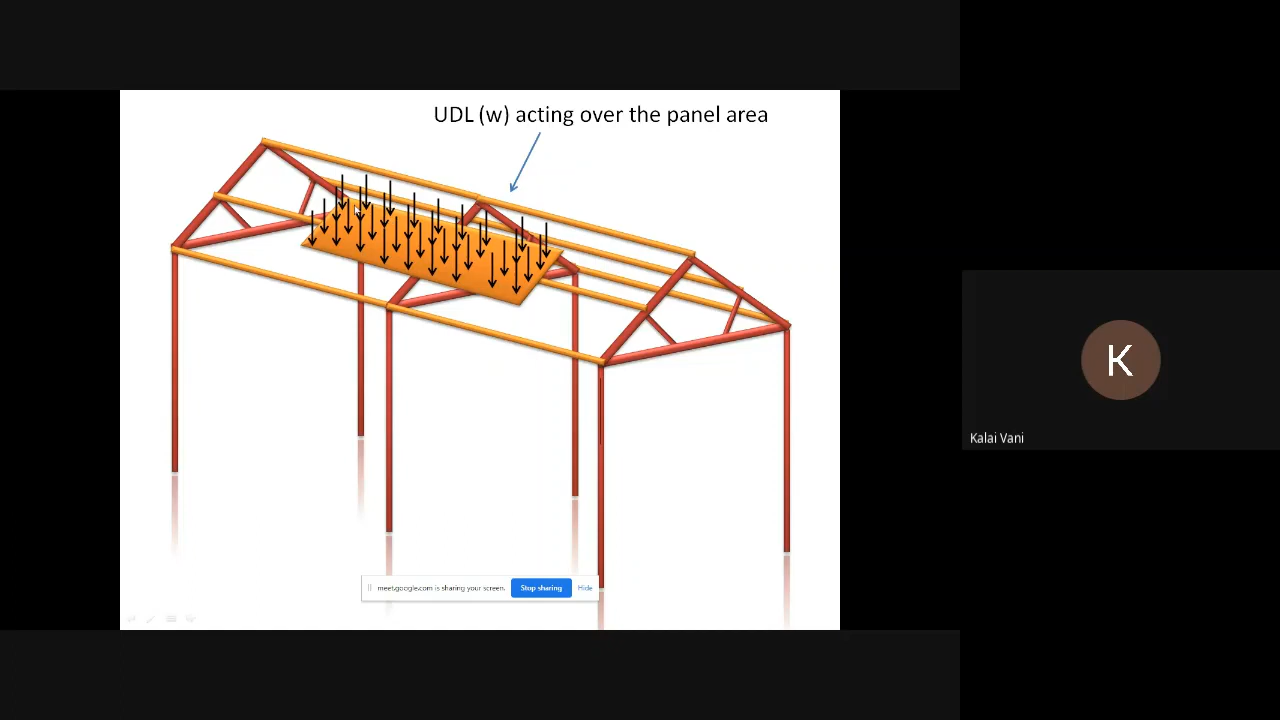 UDL (w) acting over the panel area
K
Kalai Vani
meet.google.com is sharing your screen.
Stop sharing
Hide